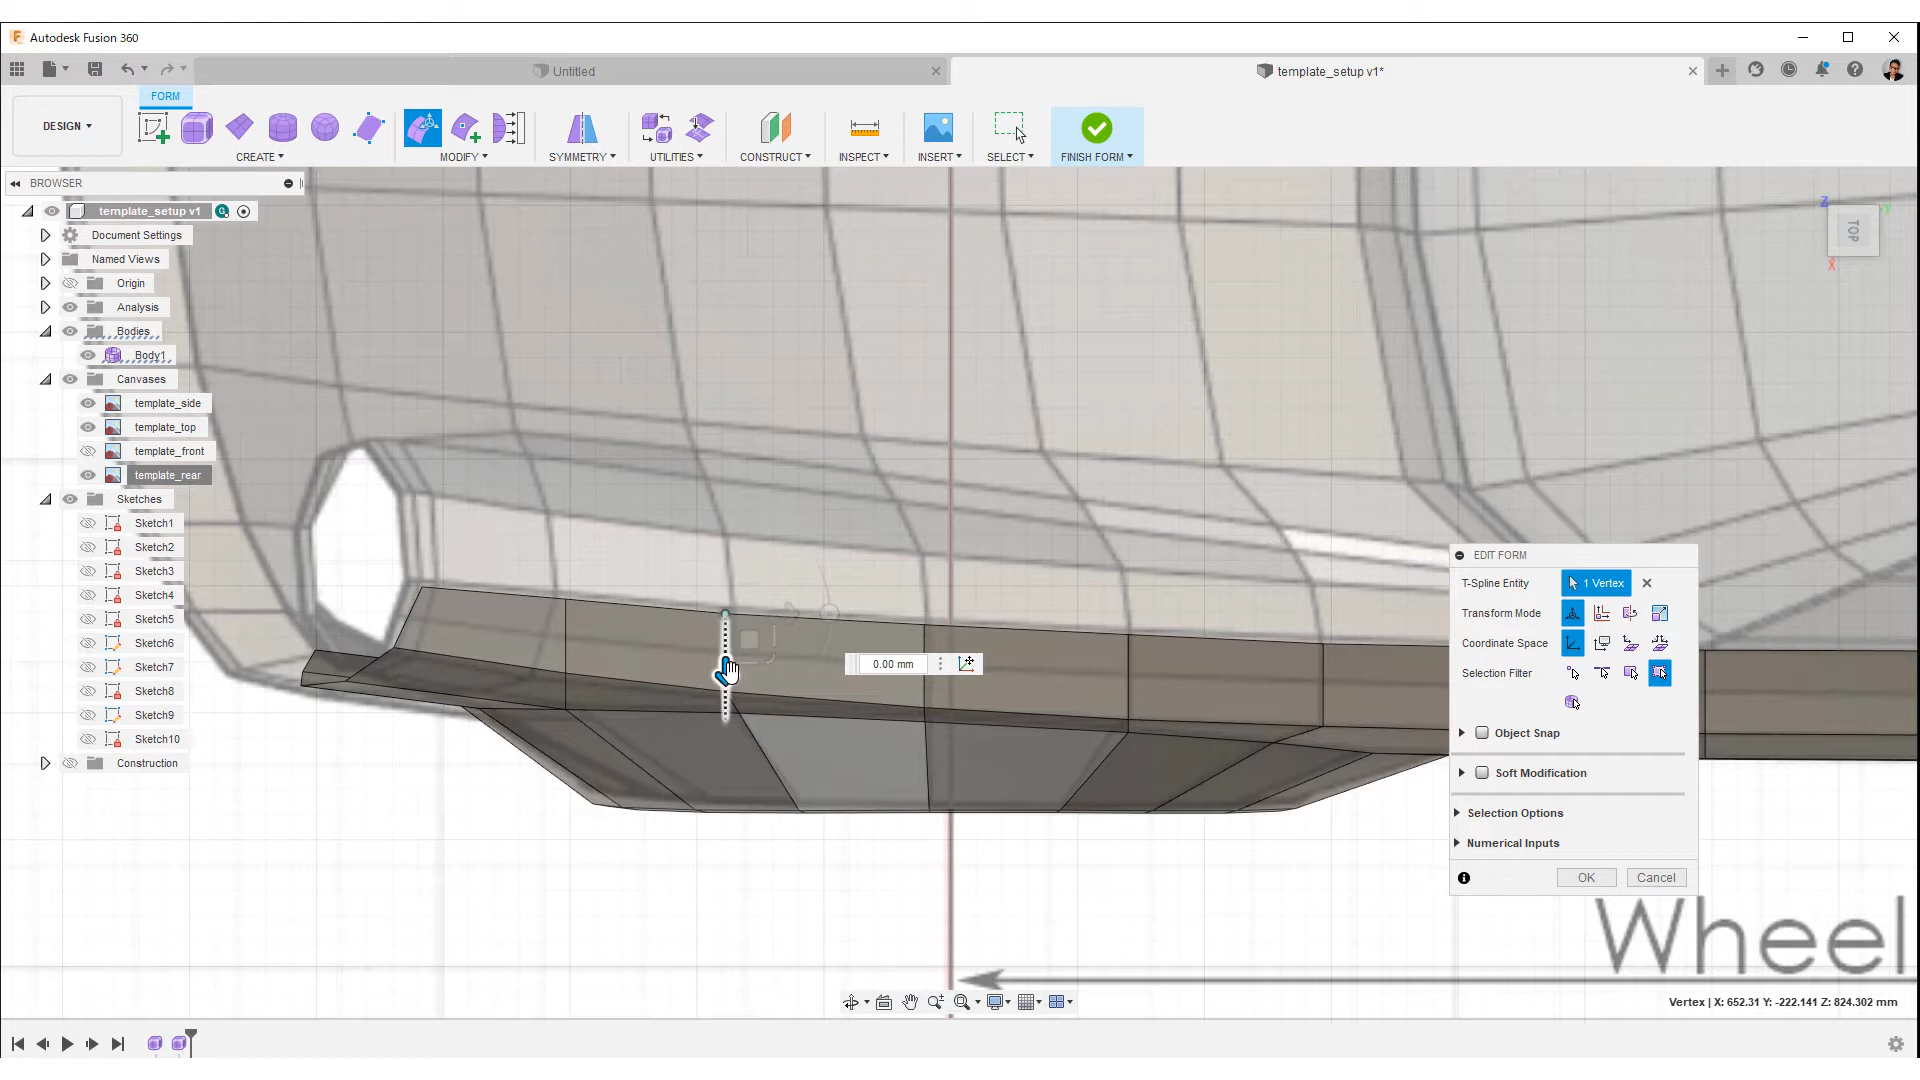 Autodesk Fusion 360
Untitled
template_setup v1*
FORM
DESIGN
CREATE
MODIFY
SYMMETRY
UTILITIES
CONSTRUCT
INSPECT
INSERT
SELECT
FINISH FORM
BROWSER
template_setup v1
Document Settings
Named Views
Origin
Analysis
Bodies
Body1
Canvases
template_side
template_top
template_front
template_rear
Sketches
Sketch1
Sketch2
Sketch3
Sketch4
Sketch5
Sketch6
Sketch7
Sketch8
Sketch9
Sketch10
Construction
Z
Y
TOP
X
0.00 mm
EDIT FORM
T-Spline Entity
1 Vertex
Transform Mode
Coordinate Space
Selection Filter
Object Snap
Soft Modification
Selection Options
Numerical Inputs
OK
Cancel
Wheel
Vertex | X: 652.31 Y: -222.141 Z: 824.302 mm